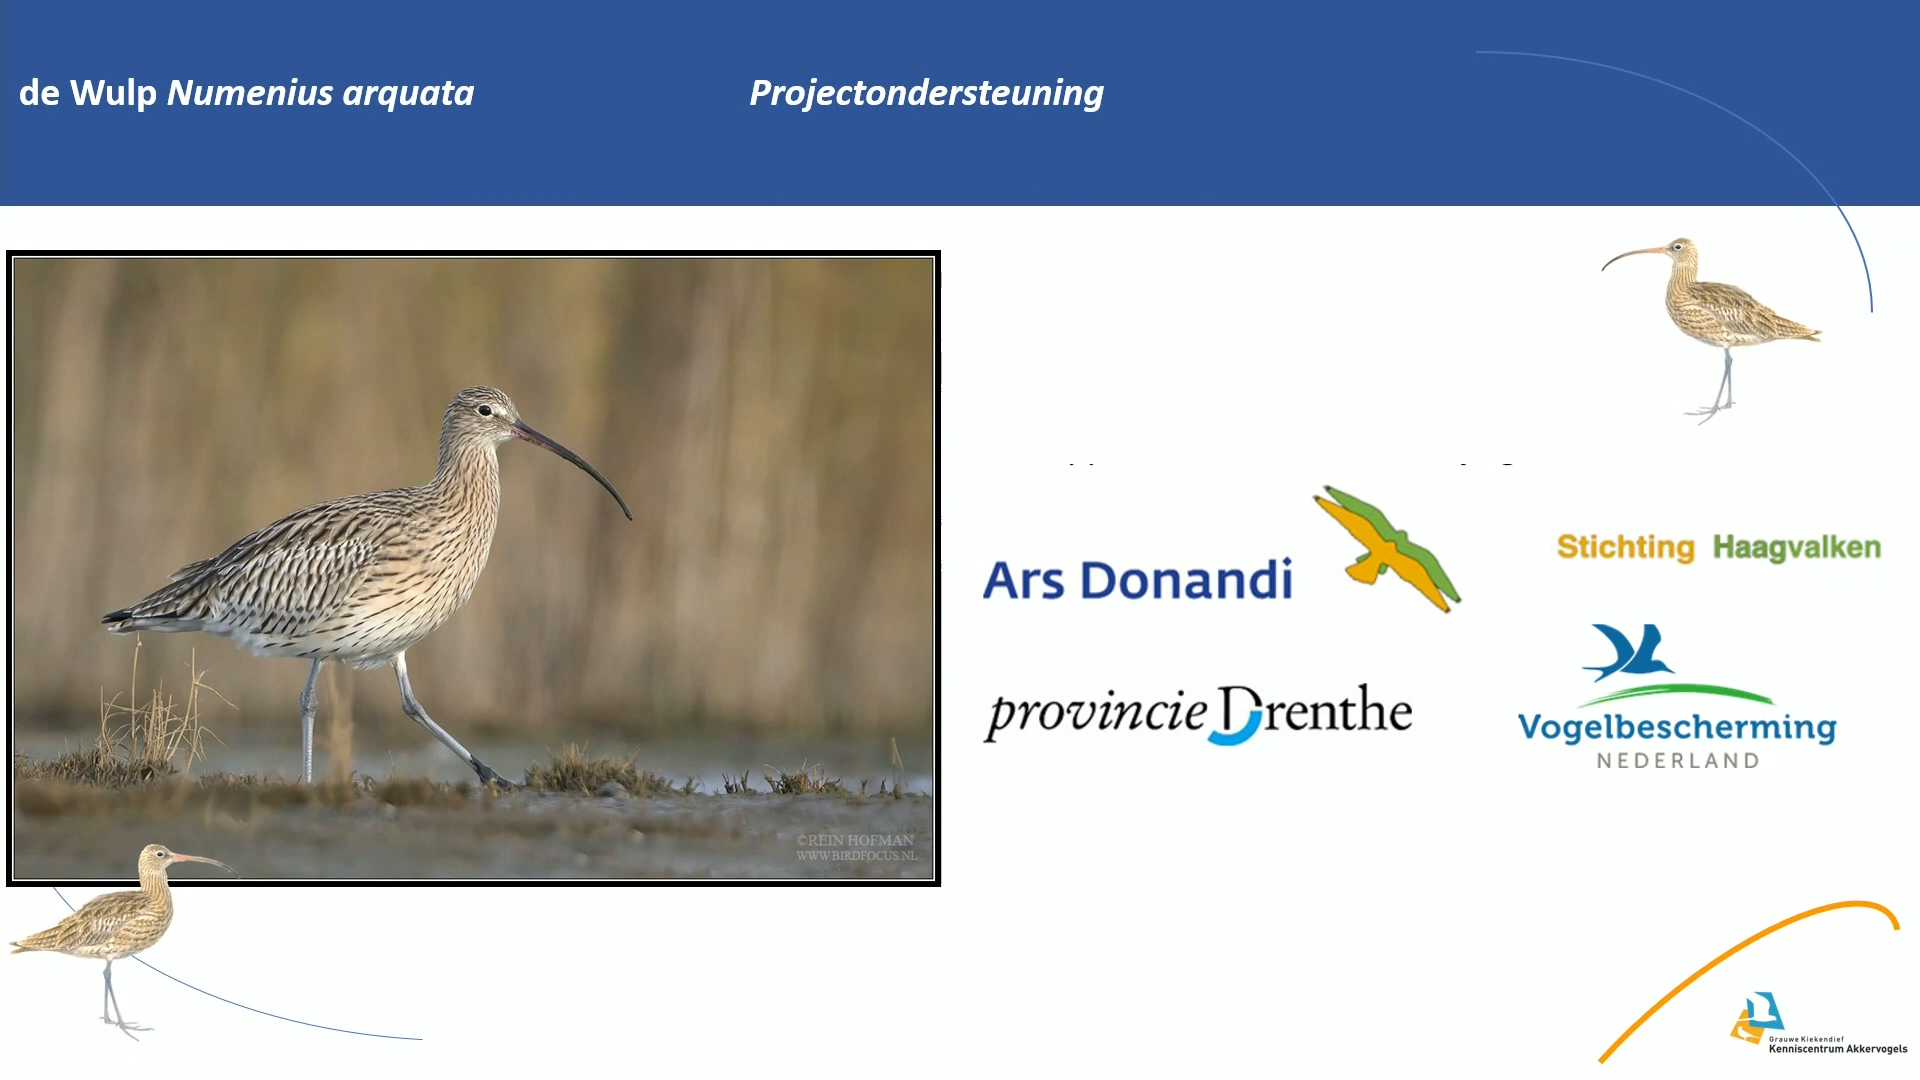 de Wulp Numenius arquata
Projectondersteuning
Ars Donandi
Stichting Haagvalken
provincie Drenthe
Vogelbescherming
NEDERLAND
©REIN HOFMAN
WWW.BIRDFOCUS.NL
Grauwe Kiekendief
Kenniscentrum Akkervogels